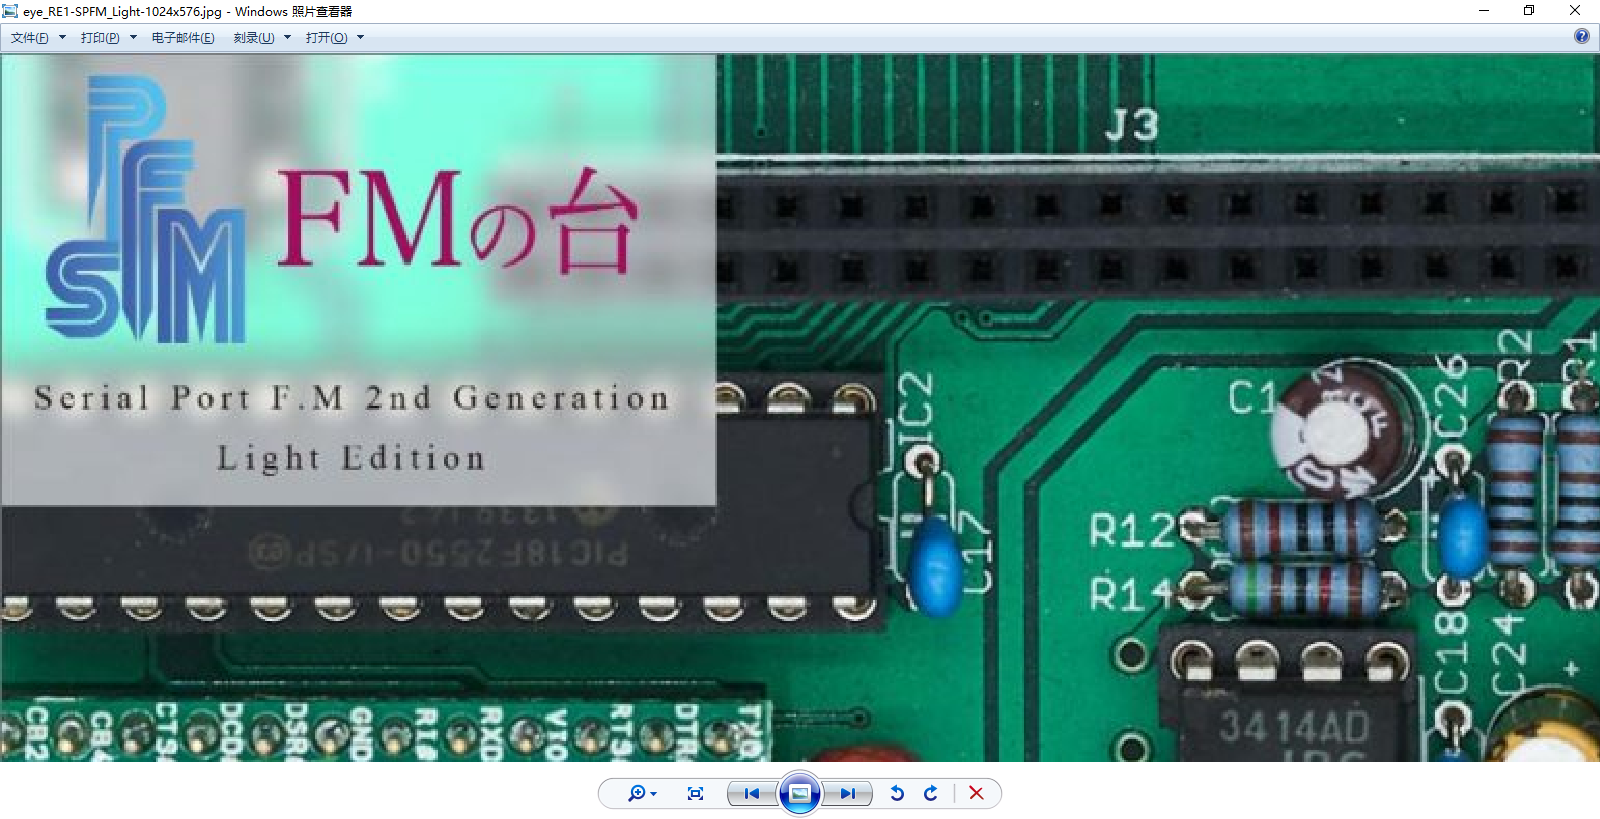 eye_RE1-SPFM_Light-1024x576.jpg - Windows 照片查看器
文件(F) 打印(P) 电子邮件(E) 刻录(U) 打开(O)
PFM
SFM
FMの台
Serial Port F.M 2nd Generation
Light Edition
J3
IC2
C1
C26
R2
R1
PIC18F2550-I/SP
C17
R12
R14
C18
C24
+
3414AD
JRC
CB2
CB4
CTS
DCD
DSR
GND
RI
RXD
VIO
RTS
DTR
TXD